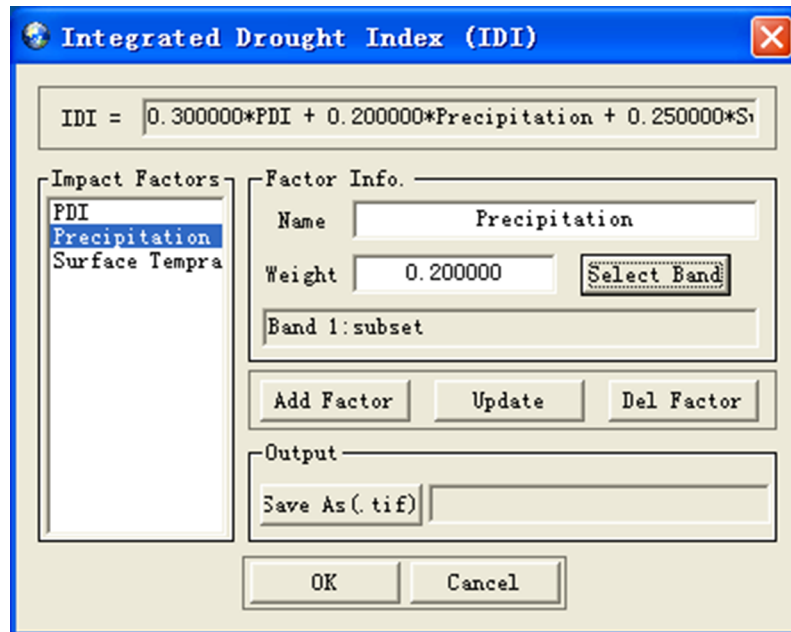 Integrated Drought Index (IDI)
IDI = 0.300000*PDI + 0.200000*Precipitation + 0.250000*S
Impact Factors
PDI
Precipitation
Surface Tempra
Factor Info.
Name Precipitation
Weight 0.200000 Select Band
Band 1:subset
Add Factor Update Del Factor
Output
Save As(.tif)
OK Cancel